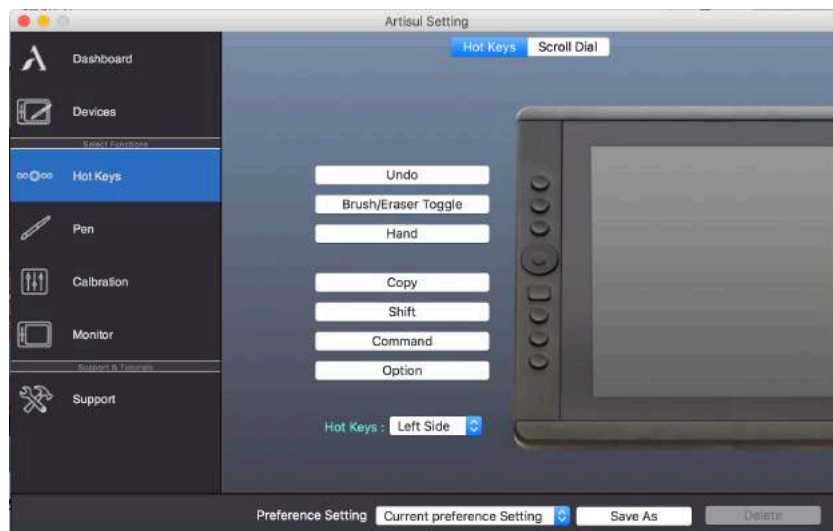 Artisul Setting
Hot Keys Scroll Dial
Dashboard
Devices
Select Functions
Hot Keys
Pen
Calbration
Monitor
Support & Tutorials
Support
Undo
Brush/Eraser Toggle
Hand
Copy
Shift
Command
Option
Hot Keys : Left Side
Preference Setting Current preference Setting Save As Delete